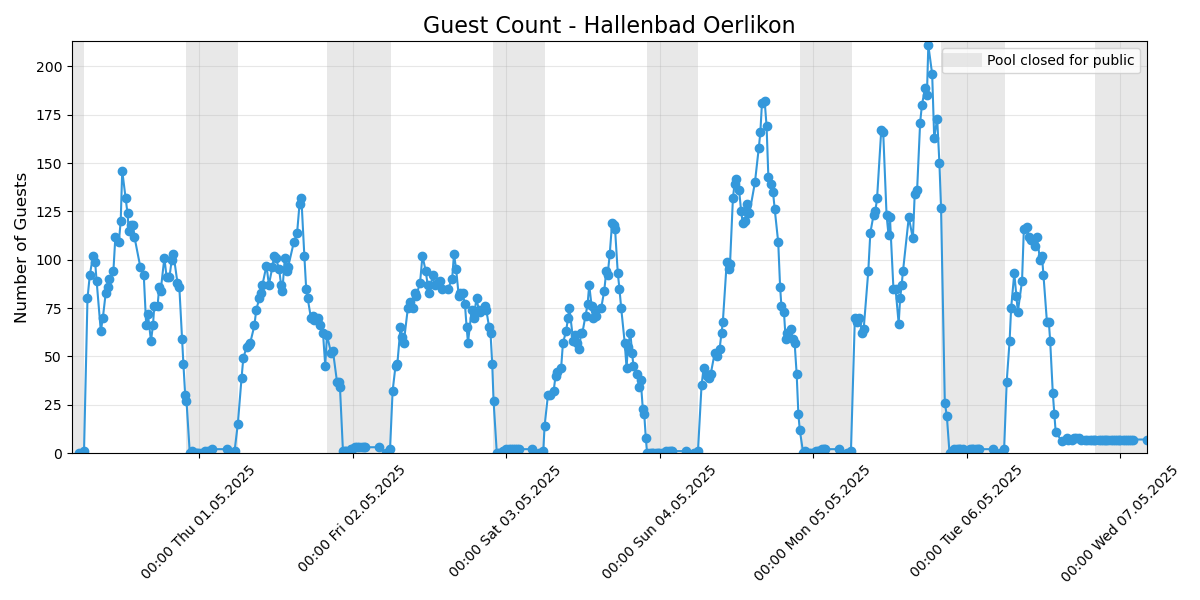 Guest Count - Hallenbad Oerlikon
Pool closed for public
Number of Guests
200
175
150
125
100
75
50
25
0
00:00 Thu 01.05.2025
00:00 Fri 02.05.2025
00:00 Sat 03.05.2025
00:00 Sun 04.05.2025
00:00 Mon 05.05.2025
00:00 Tue 06.05.2025
00:00 Wed 07.05.2025